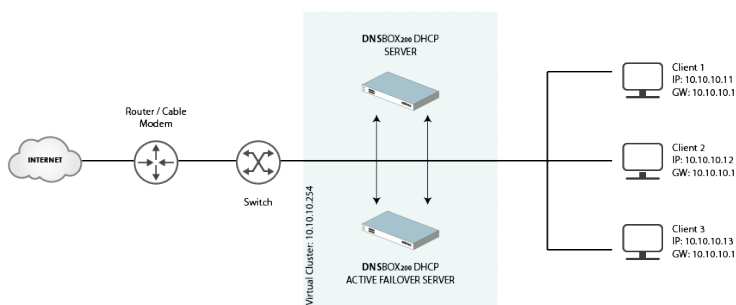 DNSBOX200 DHCP
SERVER
Client 1
IP: 10.10.10.11
GW: 10.10.10.1
Router / Cable
Modem
INTERNET
Switch
Client 2
IP: 10.10.10.12
GW: 10.10.10.1
Virtual Cluster: 10.10.10.254
DNSBOX200 DHCP
ACTIVE FAILOVER SERVER
Client 3
IP: 10.10.10.13
GW: 10.10.10.1